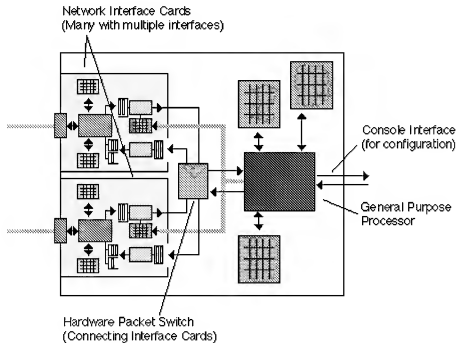 Network Interface Cards
(Many with multiple interfaces)
Console Interface
(for configuration)
General Purpose
Processor
Hardware Packet Switch
(Connecting Interface Cards)